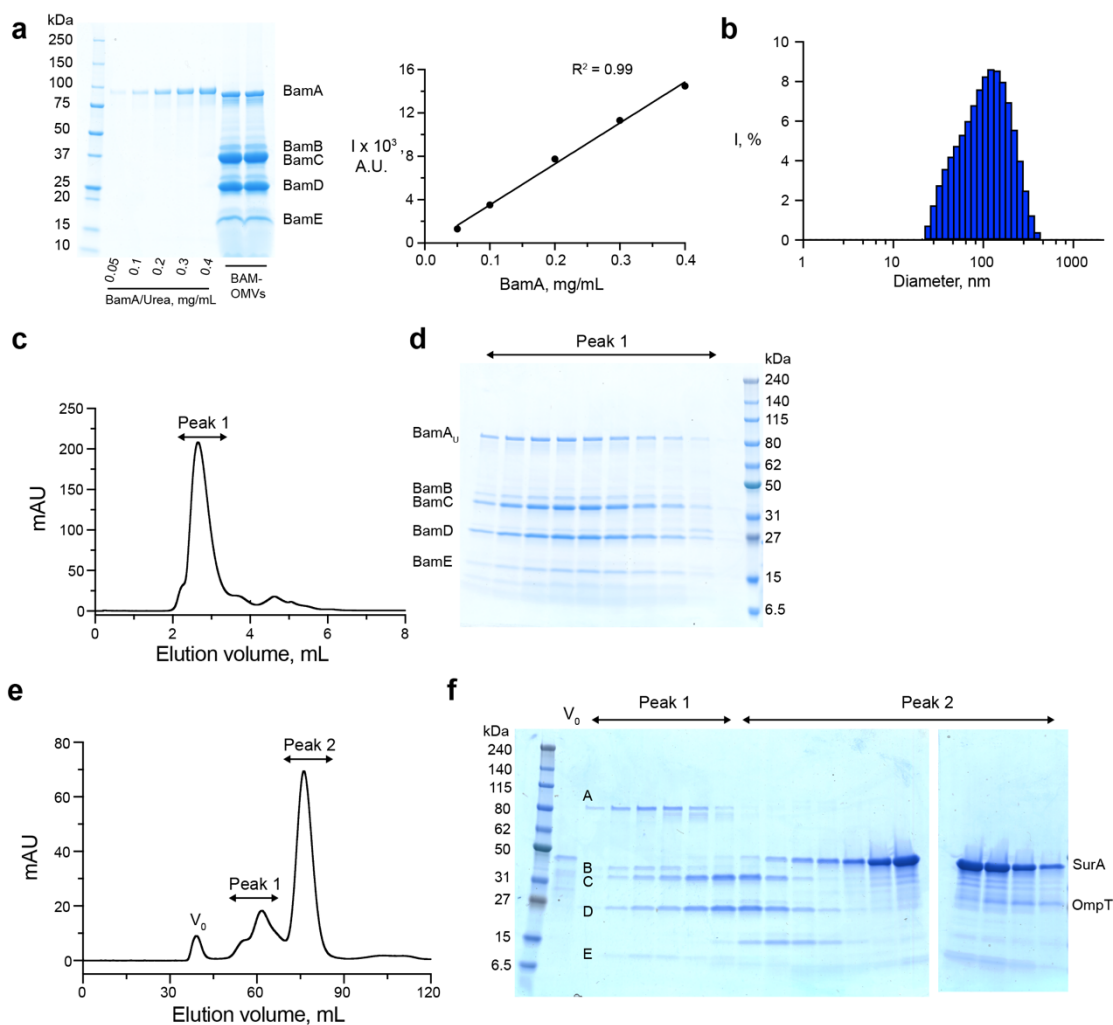 a
kDa
250
150
100
75
50
37
25
20
15
10
BamA
BamB
BamC
BamD
BamE
0.05
0.1
0.2
0.3
0.4
BamA/Urea, mg/mL
BAM-
OMVs
R² = 0.99
I x 10³,
A.U.
16
12
8
4
0
0.0 0.1 0.2 0.3 0.4
BamA, mg/mL
b
I, %
10
8
6
4
2
0
1 10 100 1000
Diameter, nm
c
Peak 1
mAU
250
200
150
100
50
0
0 2 4 6 8
Elution volume, mL
d
Peak 1
kDa
240
140
115
80
62
50
31
27
15
6.5
BamAU
BamB
BamC
BamD
BamE
e
mAU
80
60
40
20
0
V0
Peak 1
Peak 2
0 30 60 90 120
Elution volume, mL
f
V0
Peak 1
Peak 2
kDa
240
140
115
80
62
50
31
27
15
6.5
A
B
C
D
E
SurA
OmpT